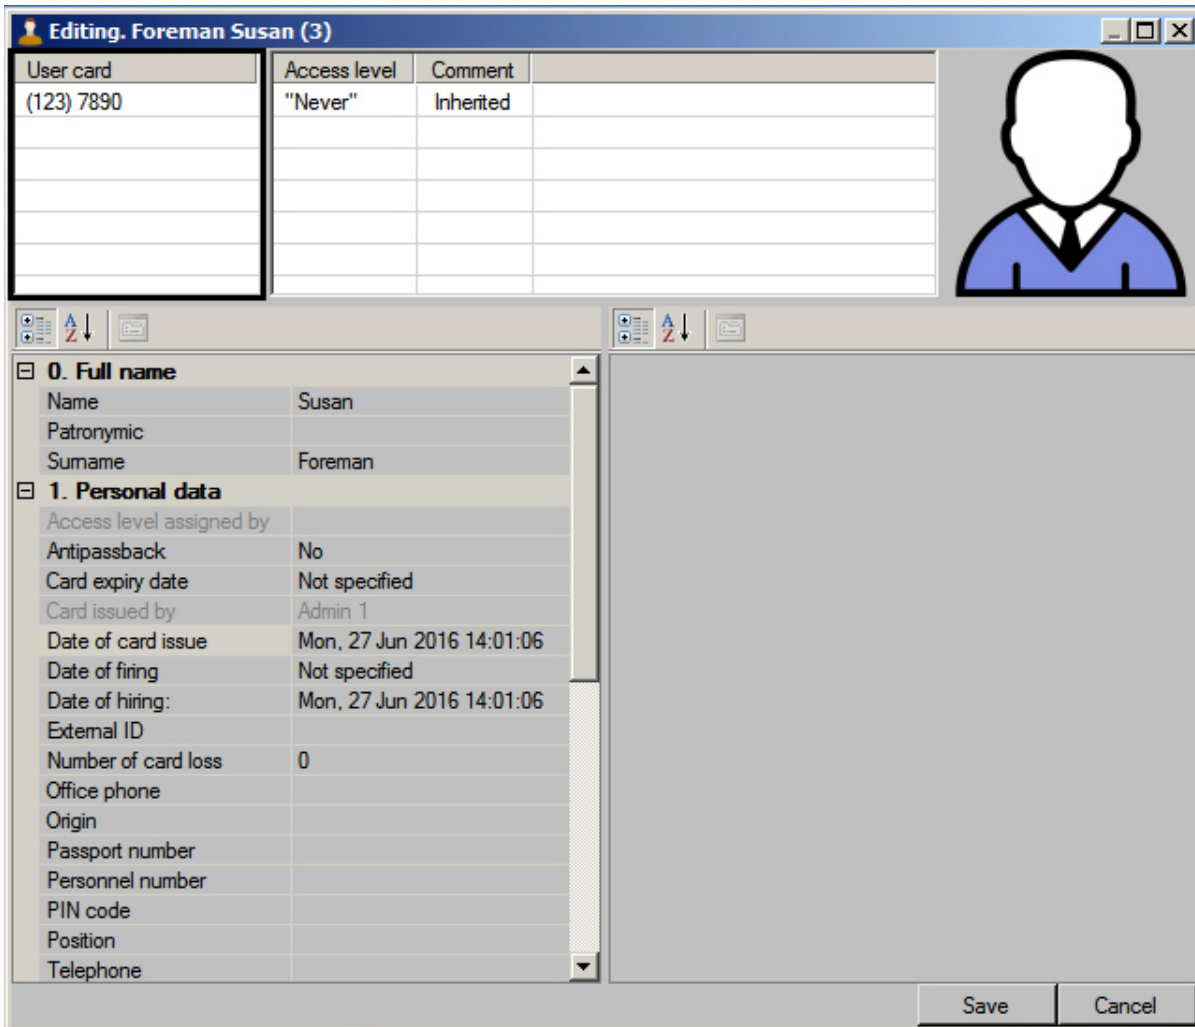 Editing. Foreman Susan (3)
User card
(123) 7890
Access level Comment
"Never" Inherited
0. Full name
Name Susan
Patronymic
Surname Foreman
1. Personal data
Access level assigned by
Antipassback No
Card expiry date Not specified
Card issued by Admin 1
Date of card issue Mon, 27 Jun 2016 14:01:06
Date of firing Not specified
Date of hiring: Mon, 27 Jun 2016 14:01:06
External ID
Number of card loss 0
Office phone
Origin
Passport number
Personnel number
PIN code
Position
Telephone
Save Cancel